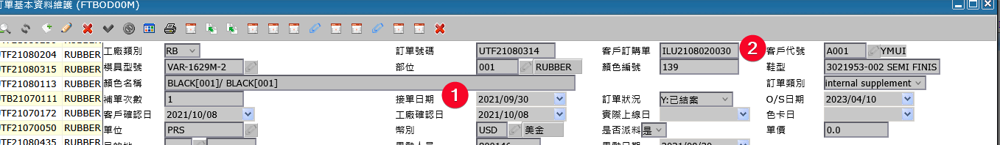 訂單基本資料維護 (FTBOD00M)
UTF21080204 RUBBER 工廠類別 RB 訂單號碼 UTF21080314 客戶訂購單 ILU2108020030 2 客戶代號 A001 YMUI
UTF21080315 RUBBER 模具型號 VAR-1629M-2 部位 001 RUBBER 顏色編號 139 鞋型 3021953-002 SEMI FINIS
UTF21080113 RUBBER 顏色名稱 BLACK[001]/ BLACK[001] 訂單類別 internal supplement
UTB21070111 RUBBER 補單次數 1 接單日期 1 2021/09/30 訂單狀況 Y:已結案 O/S日期 2023/04/10
UTF21070172 RUBBER 客戶確認日 2021/10/08 工廠確認日 2021/10/08 實際上線日 色卡日
UTF21070050 RUBBER 單位 PRS 幣別 USD 美金 是否派料 是 單價 0.0
UTF21080435 RUBBER